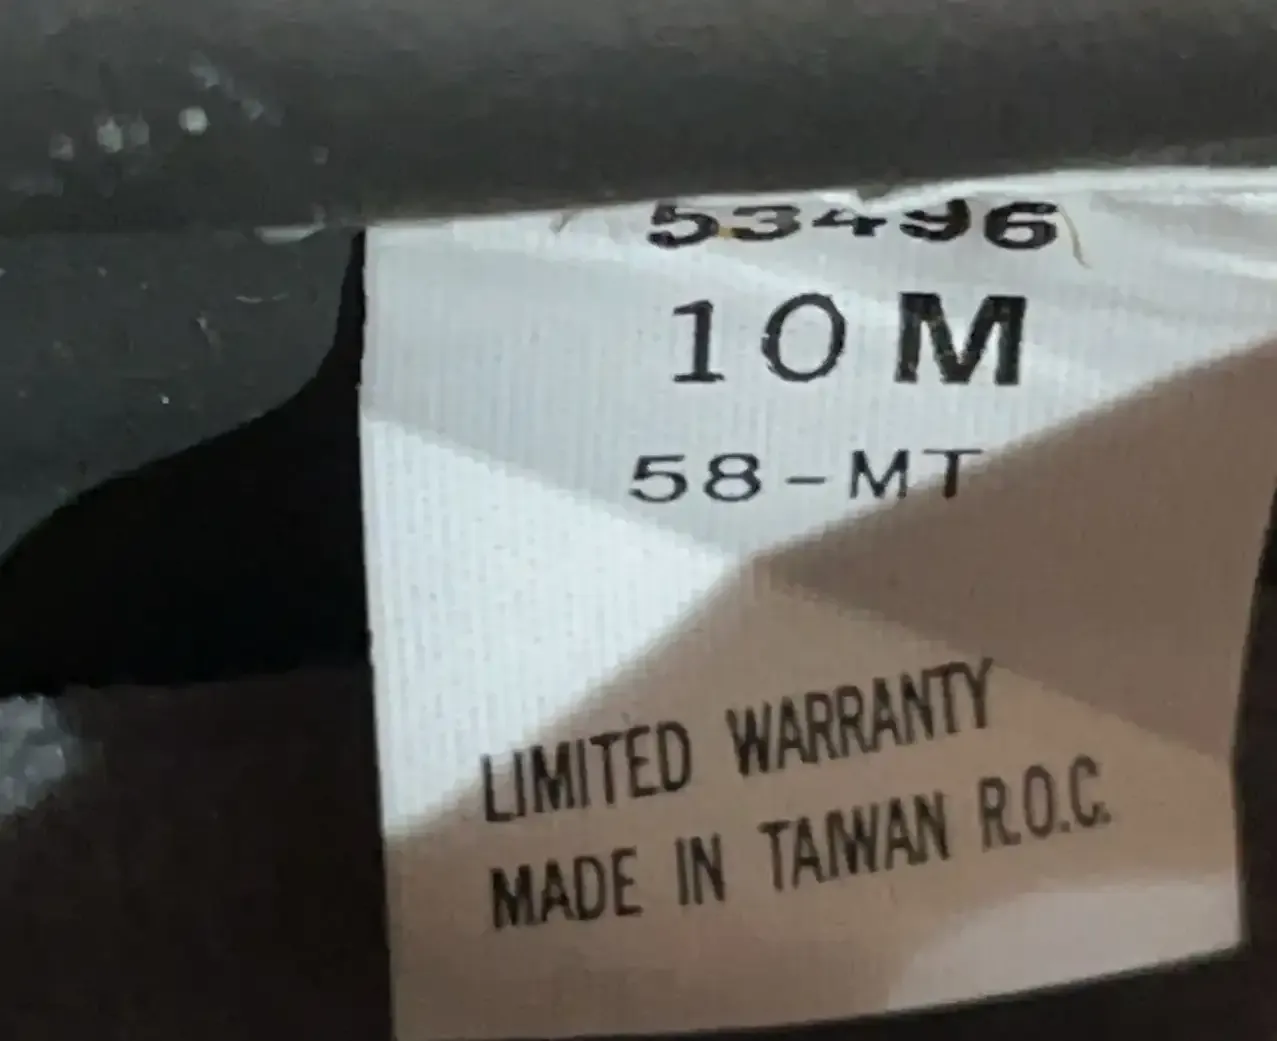 53496
10 M
58-MT
LIMITED WARRANTY
MADE IN TAIWAN R.O.C.